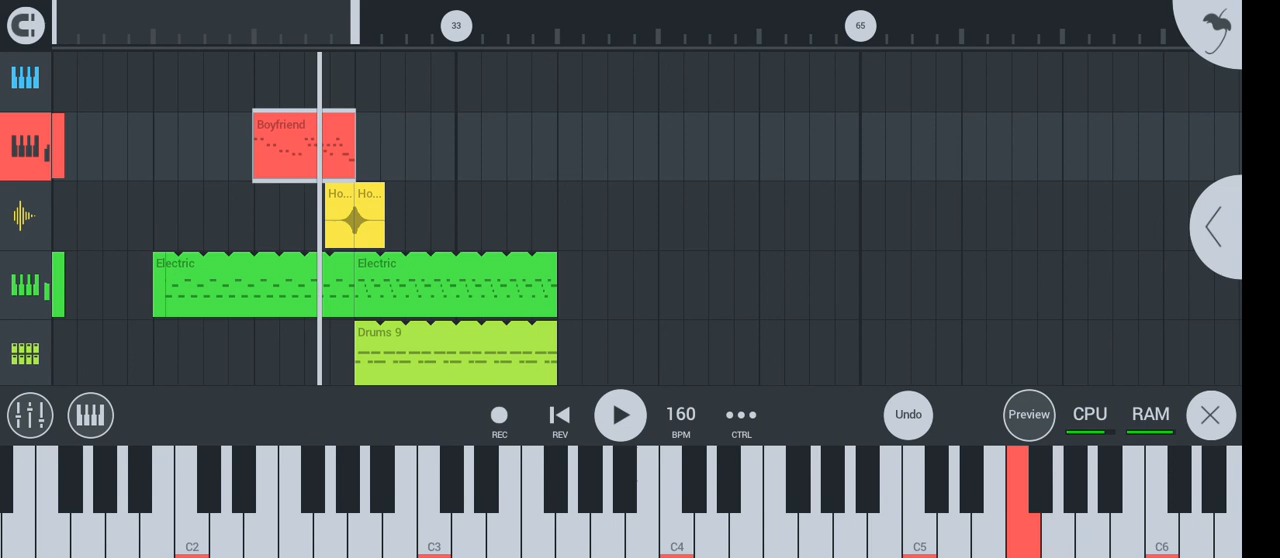 33
65
Boyfriend
Ho...
Ho...
Electric
Electric
Drums 9
REC
REV
160
BPM
CTRL
Undo
Preview
CPU
RAM
C2
C3
C4
C5
C6